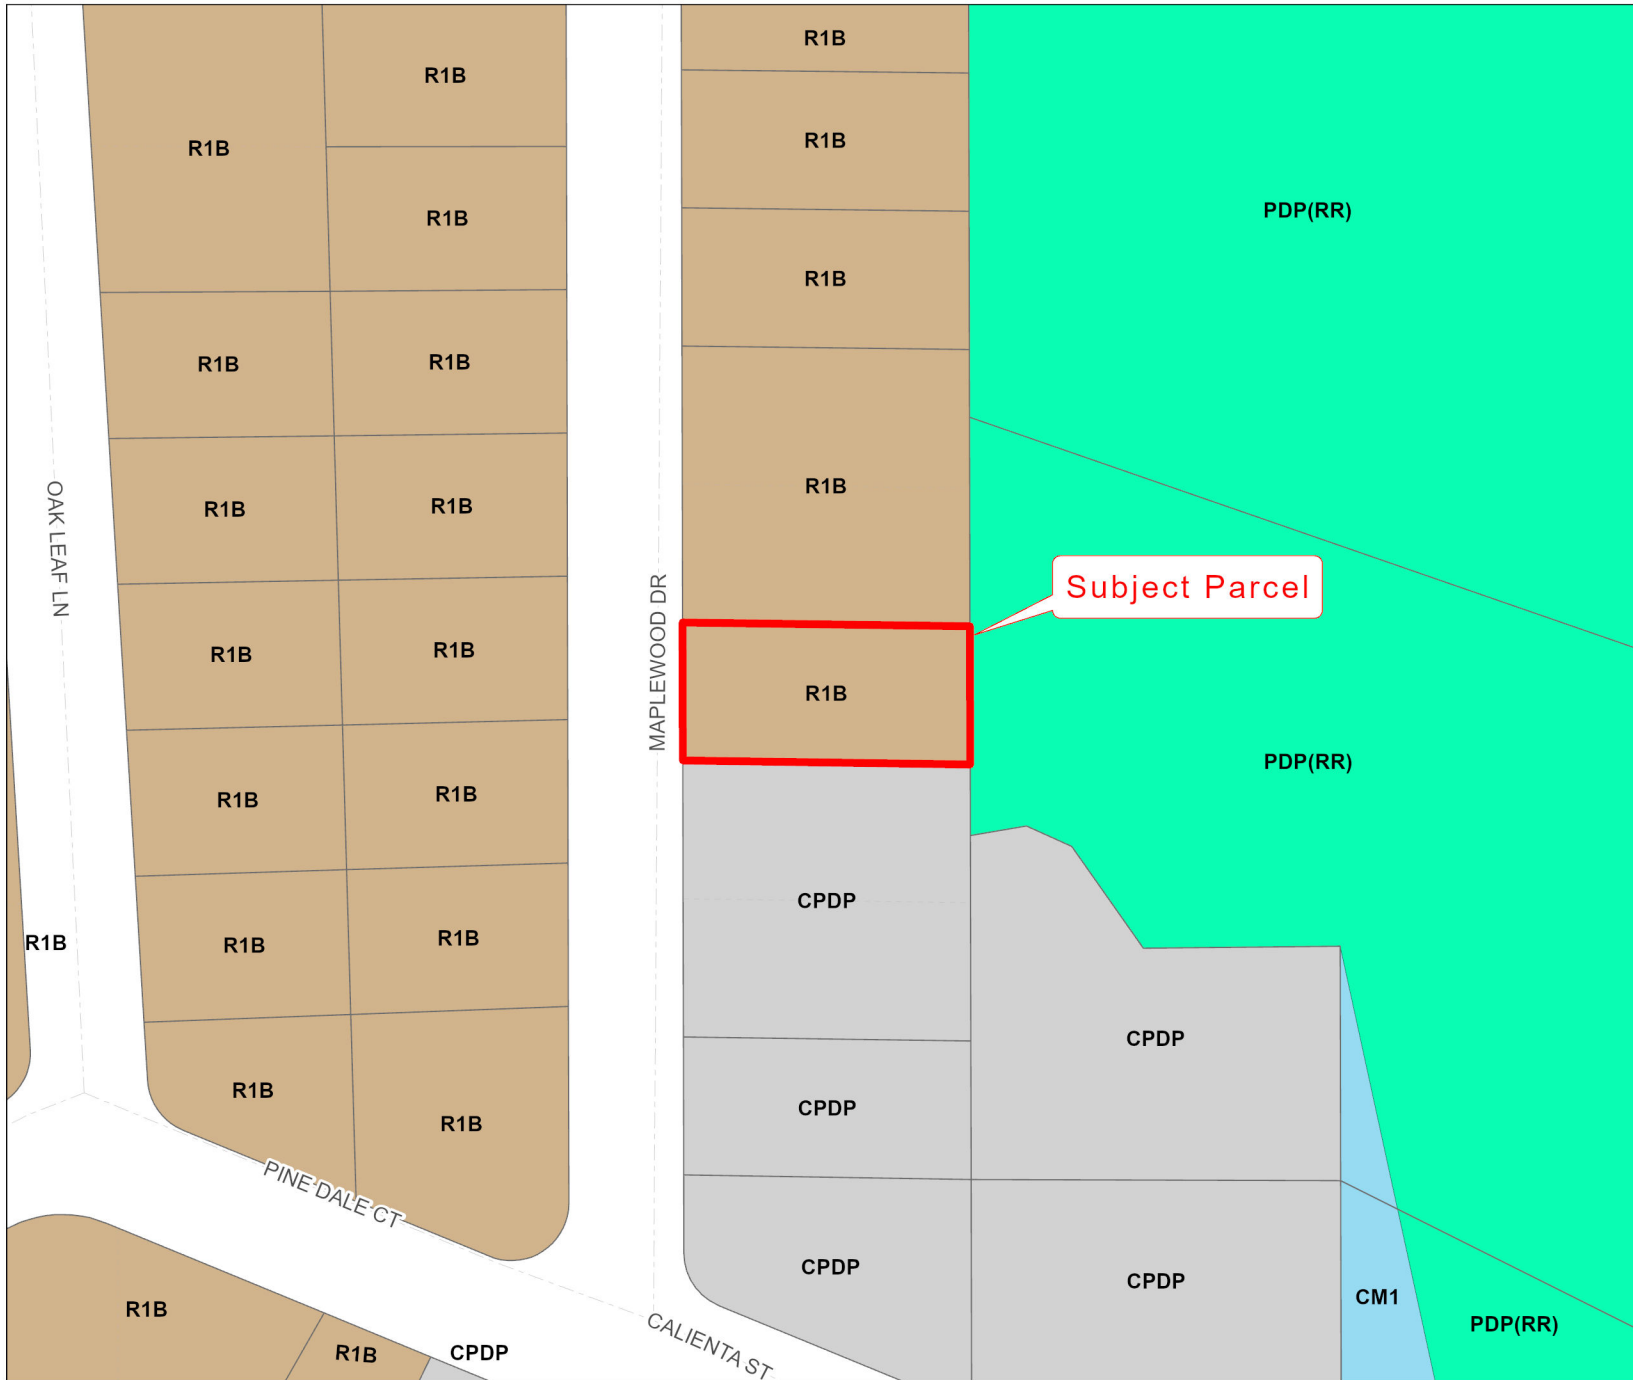 R1B
R1B
R1B
R1B
PDP(RR)
R1B
R1B
R1B
R1B
R1B
OAK LEAF LN
R1B
R1B
R1B
Subject Parcel
MAPLEWOOD DR
R1B
R1B
R1B
PDP(RR)
R1B
R1B
CPDP
R1B
R1B
R1B
CPDP
R1B
CPDP
R1B
PINE DALE CT
CPDP
CPDP
CM1
R1B
PDP(RR)
CALIENTA ST
R1B
CPDP